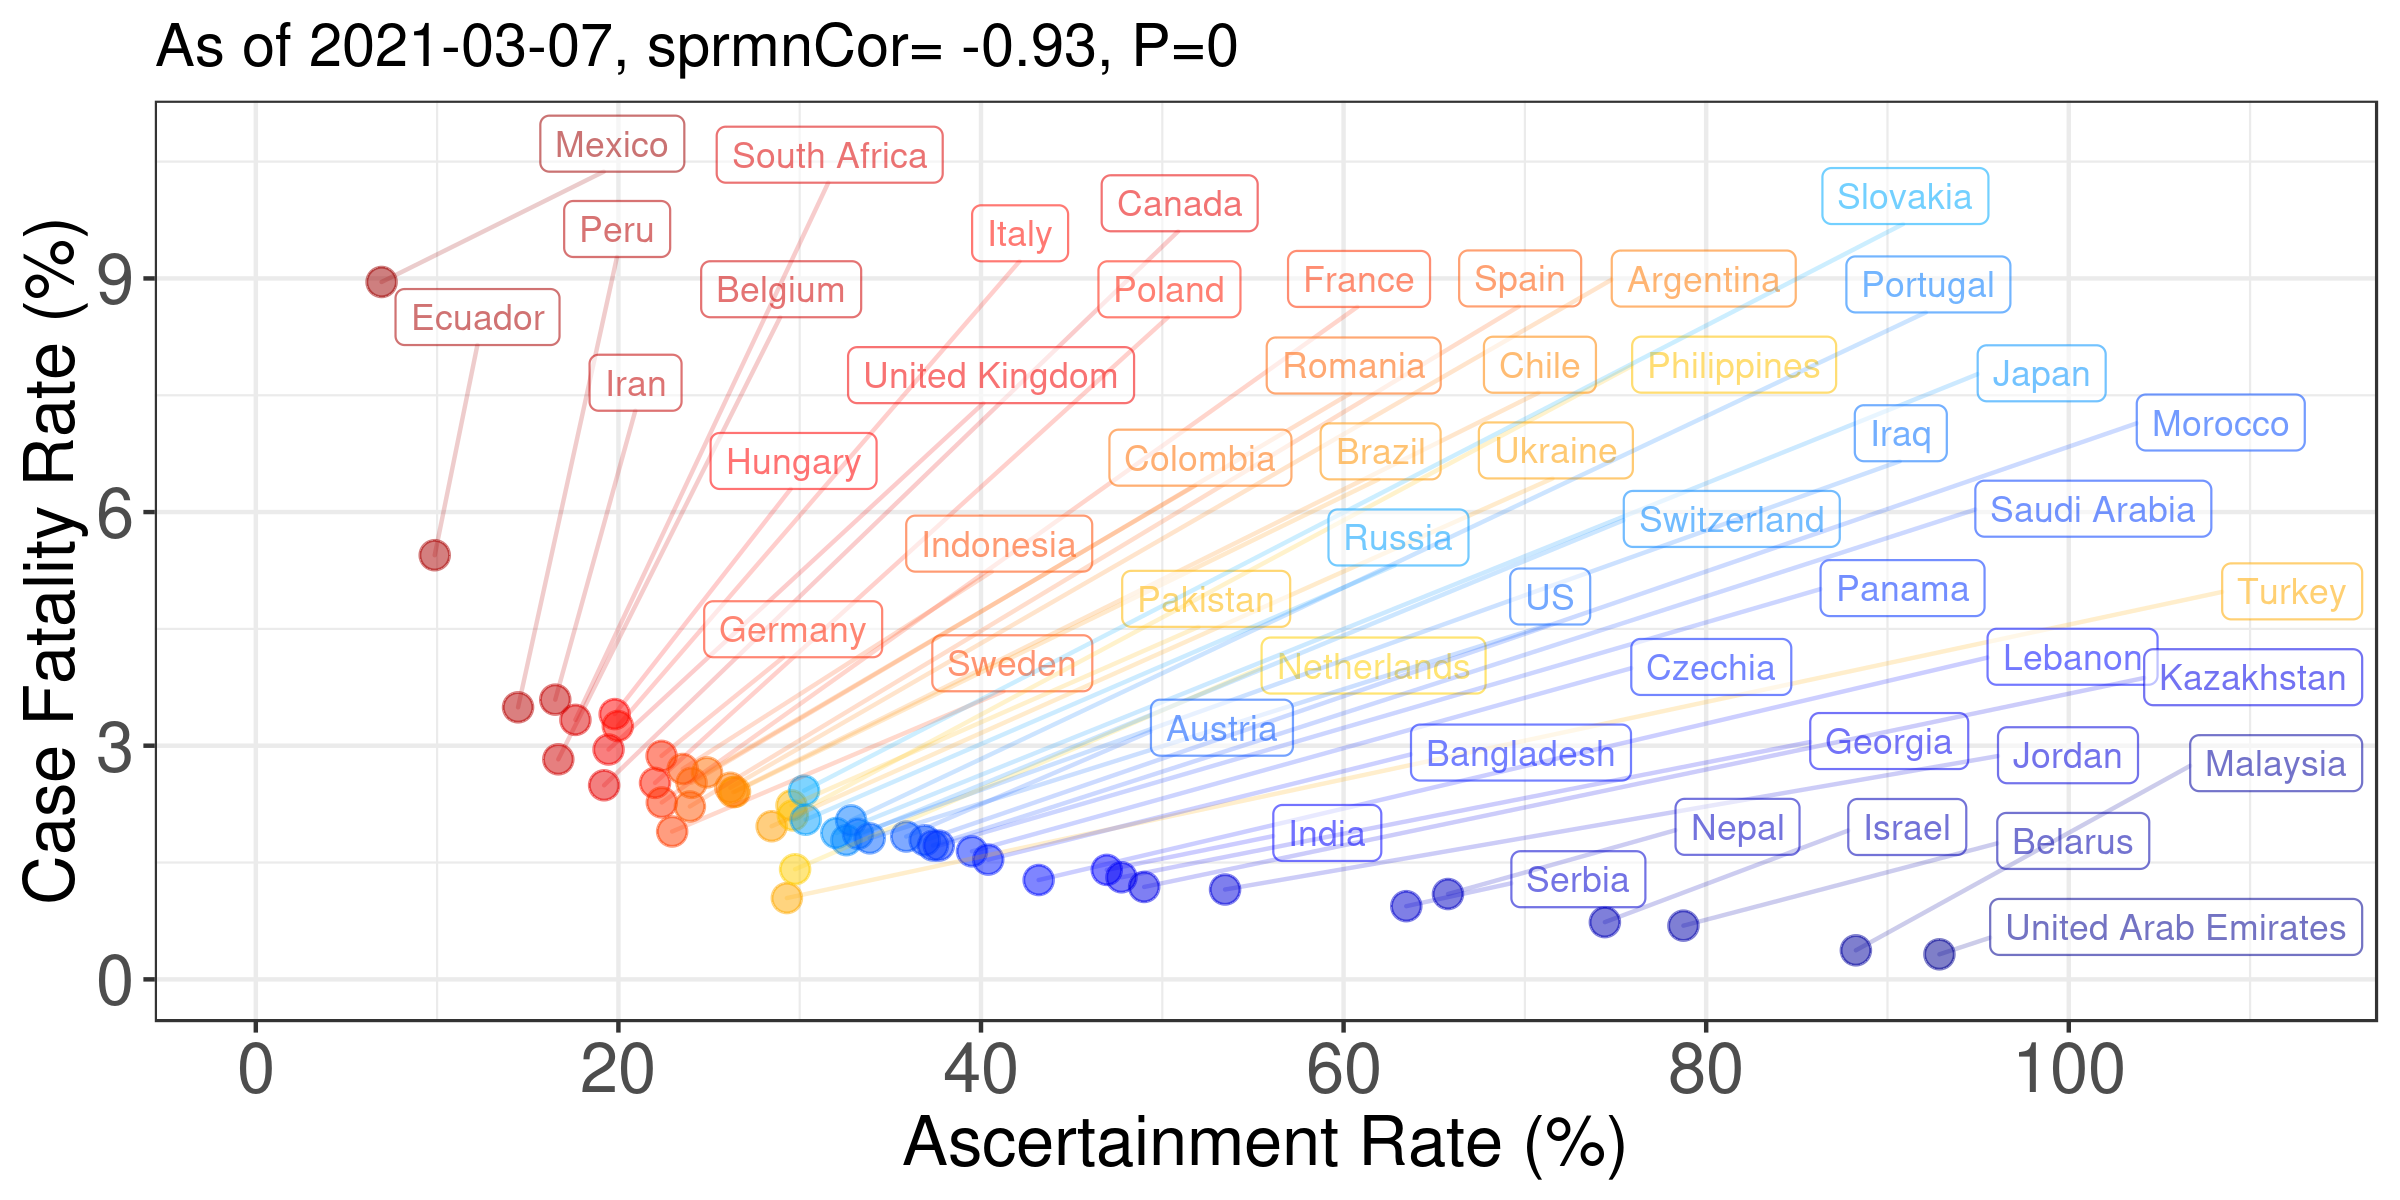 As of 2021-03-07, sprmnCor= -0.93, P=0
Mexico
South Africa
Slovakia
Canada
Peru
Italy
Belgium
Poland
France
Spain
Argentina
Portugal
9
Ecuador
Iran
United Kingdom
Romania
Chile
Philippines
Japan
Hungary
Colombia
Brazil
Ukraine
Iraq
Morocco
6
Indonesia
Russia
Switzerland
Saudi Arabia
Pakistan
US
Panama
Turkey
Germany
Sweden
Netherlands
Czechia
Lebanon
Kazakhstan
3
Austria
Bangladesh
Georgia
Jordan
Malaysia
India
Nepal
Israel
Belarus
Serbia
United Arab Emirates
0
Case Fatality Rate (%)
0 20 40 60 80 100
Ascertainment Rate (%)